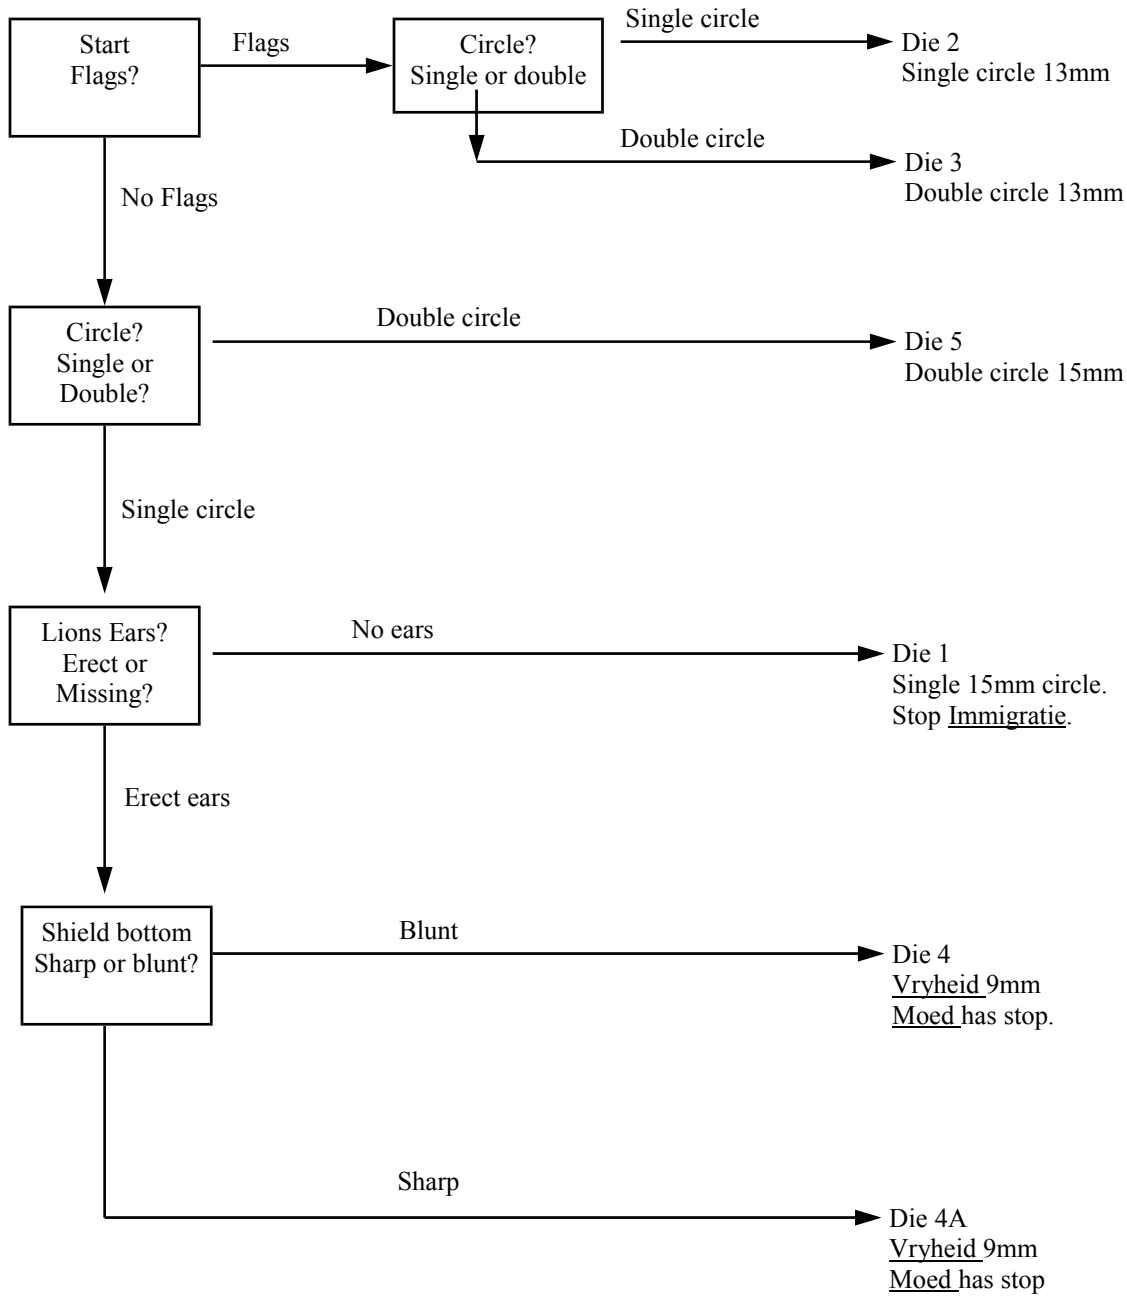 Start
Flags?
Flags
Circle?
Single or double
Single circle
Die 2
Single circle 13mm
Double circle
Die 3
Double circle 13mm
No Flags
Circle?
Single or
Double?
Double circle
Die 5
Double circle 15mm
Single circle
Lions Ears?
Erect or
Missing?
No ears
Die 1
Single 15mm circle.
Stop Immigratie.
Erect ears
Shield bottom
Sharp or blunt?
Blunt
Die 4
Vryheid 9mm
Moed has stop.
Sharp
Die 4A
Vryheid 9mm
Moed has stop